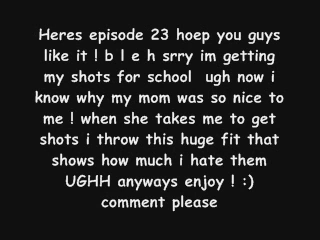 Heres episode 23 hoep you guys
like it ! b l e h srry im getting
my shots for school  ugh now i
know why my mom was so nice to
me ! when she takes me to get
shots i throw this huge fit that
shows how much i hate them
UGHH anyways enjoy ! :)
comment please